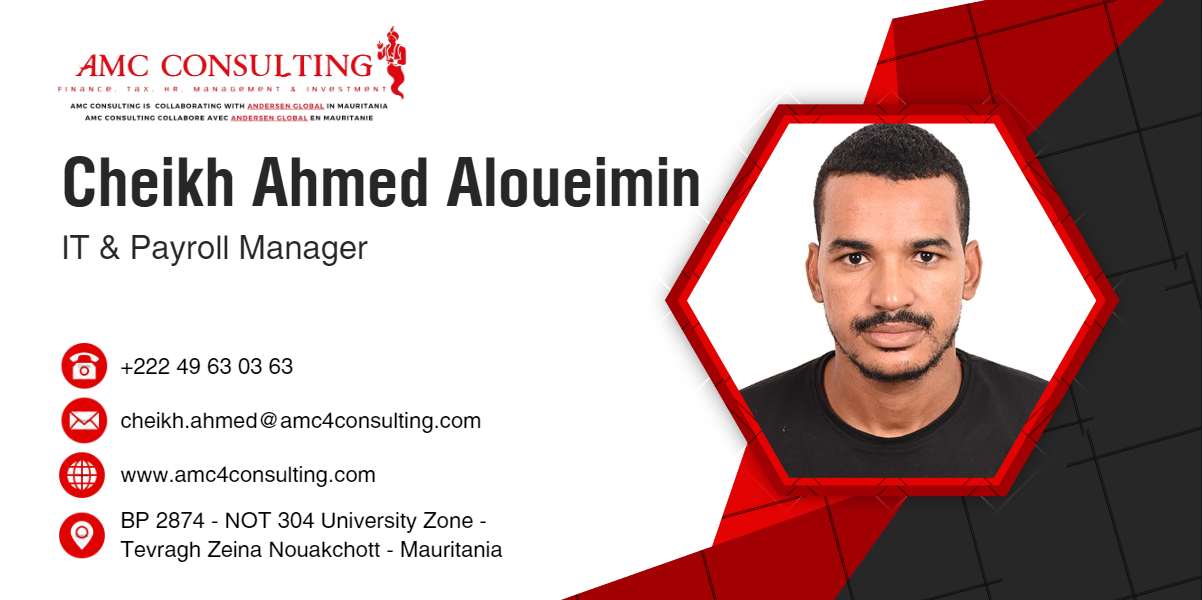 AMC CONSULTING
FINANCE, TAX, HR, MANAGEMENT & INVESTMENT
AMC CONSULTING IS COLLABORATING WITH ANDERSEN GLOBAL IN MAURITANIA
AMC CONSULTING COLLABORE AVEC ANDERSEN GLOBAL EN MAURITANIE
Cheikh Ahmed Aloueimin
IT & Payroll Manager
+222 49 63 03 63
cheikh.ahmed@amc4consulting.com
www.amc4consulting.com
BP 2874 - NOT 304 University Zone -
Tevragh Zeina Nouakchott - Mauritania